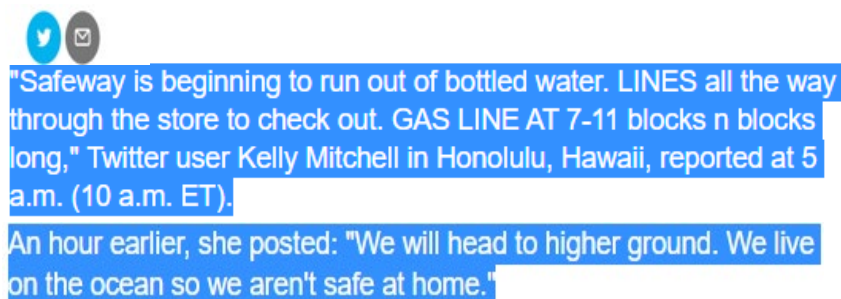 "Safeway is beginning to run out of bottled water. LINES all the way
through the store to check out. GAS LINE AT 7-11 blocks n blocks
long," Twitter user Kelly Mitchell in Honolulu, Hawaii, reported at 5
a.m. (10 a.m. ET).
An hour earlier, she posted: "We will head to higher ground. We live
on the ocean so we aren't safe at home."